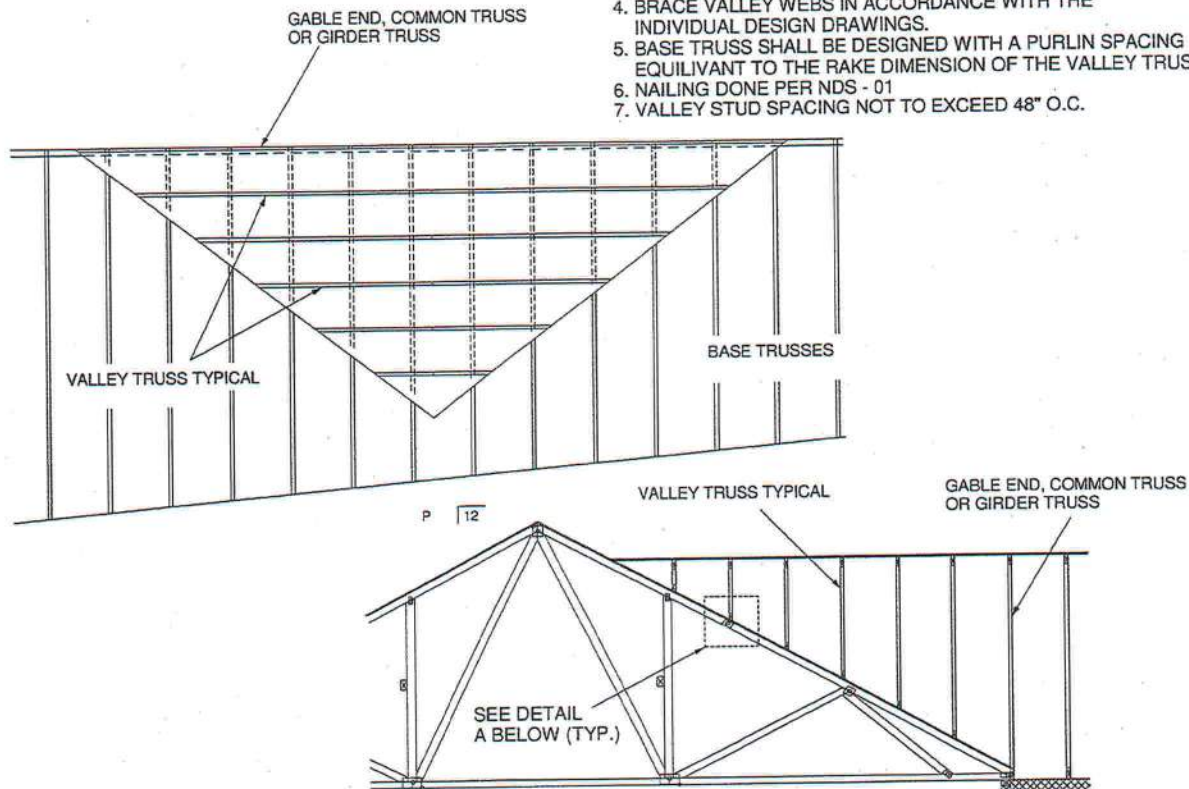 4. BRACE VALLEY WEBS IN ACCORDANCE WITH THE
INDIVIDUAL DESIGN DRAWINGS.
5. BASE TRUSS SHALL BE DESIGNED WITH A PURLIN SPACING
EQUILIVANT TO THE RAKE DIMENSION OF THE VALLEY TRUS
6. NAILING DONE PER NDS - 01
7. VALLEY STUD SPACING NOT TO EXCEED 48" O.C.
GABLE END, COMMON TRUSS
OR GIRDER TRUSS
VALLEY TRUSS TYPICAL
BASE TRUSSES
P 12
VALLEY TRUSS TYPICAL
GABLE END, COMMON TRUSS
OR GIRDER TRUSS
SEE DETAIL
A BELOW (TYP.)